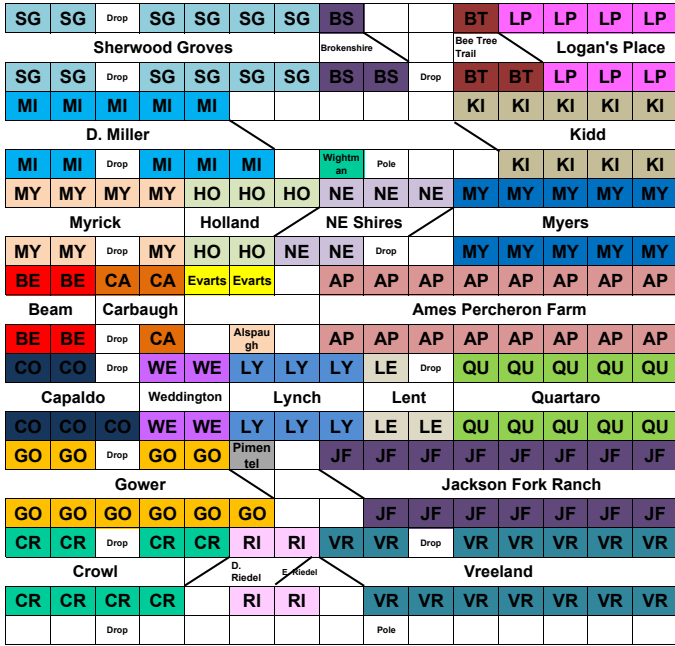 SG SG Drop SG SG SG SG BS BT LP LP LP LP
Sherwood Groves Brokenshire Bee Tree Trail Logan's Place
SG SG Drop SG SG SG SG BS BS Drop BT BT LP LP LP
MI MI MI MI MI KI KI KI KI KI
D. Miller Kidd
MI MI Drop MI MI MI Wightman Pole KI KI KI KI
MY MY MY MY HO HO HO NE NE NE MY MY MY MY MY
Myrick Holland NE Shires Myers
MY MY Drop MY HO HO NE NE Drop MY MY MY MY MY
BE BE CA CA Evarts Evarts AP AP AP AP AP AP AP AP
Beam Carbaugh Ames Percheron Farm
BE BE Drop CA Alspaugh AP AP AP AP AP AP AP AP
CO CO Drop WE WE LY LY LY LE Drop QU QU QU QU QU
Capaldo Weddington Lynch Lent Quartaro
CO CO CO WE WE LY LY LY LE LE QU QU QU QU QU
GO GO Drop GO GO Pimentel JF JF JF JF JF JF JF JF
Gower Jackson Fork Ranch
GO GO GO GO GO GO JF JF JF JF JF JF JF
CR CR Drop CR CR RI RI VR VR Drop VR VR VR VR VR
Crowl D. Riedel E. Riedel Vreeland
CR CR CR CR RI RI VR VR VR VR VR VR VR
Drop Pole